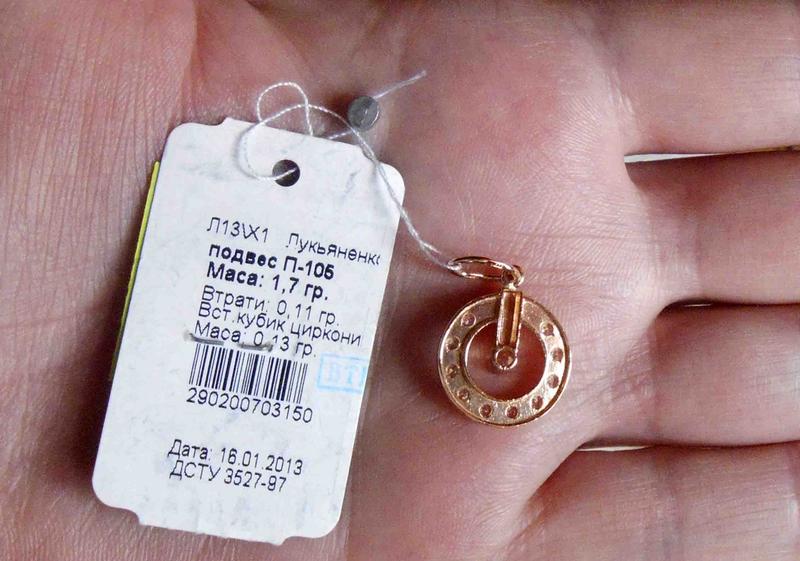 Л13\Х1 Лукьяненко
подвес П-105
Маса: 1,7 гр.
Втрати: 0,11 гр.
Вст.кубик циркони
Маса: 0,13 гр.
ВТ
290200703150
Дата: 16.01.2013
ДСТУ 3527-97